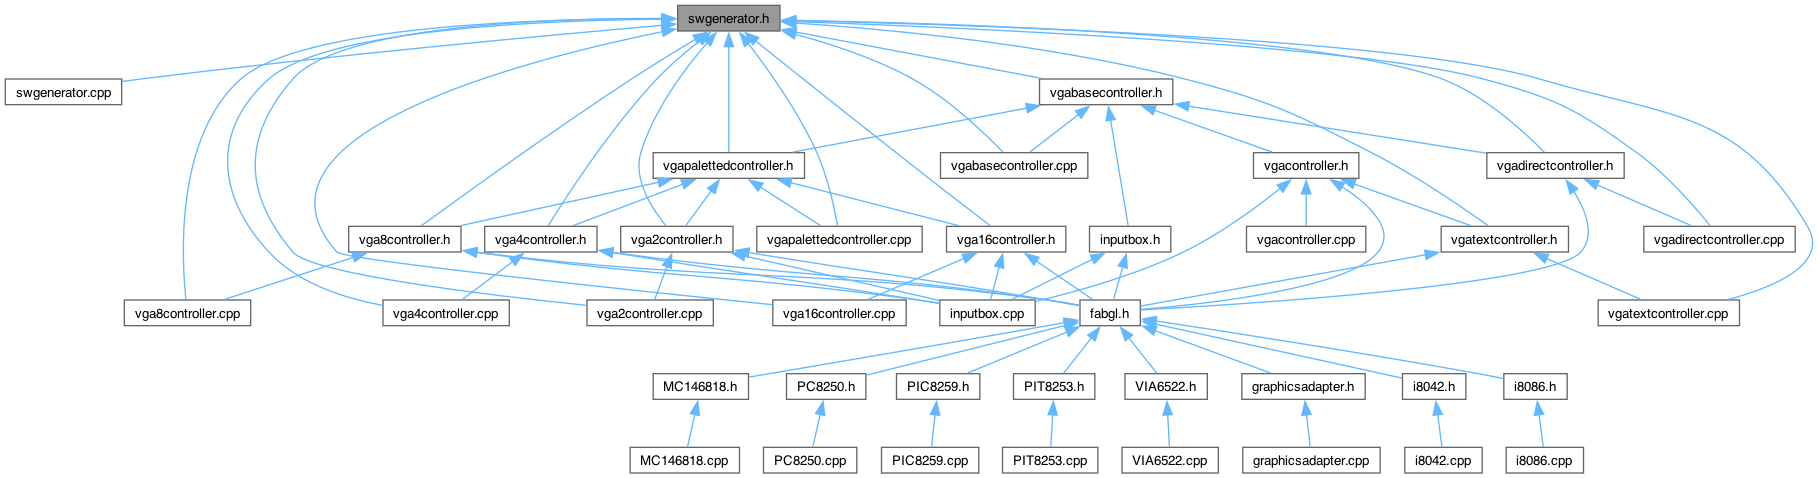 swgenerator.h
swgenerator.cpp
vgabasecontroller.h
vgapalettedcontroller.h
vgabasecontroller.cpp
vgacontroller.h
vgadirectcontroller.h
vga8controller.h
vga4controller.h
vga2controller.h
vgapalettedcontroller.cpp
vga16controller.h
inputbox.h
vgacontroller.cpp
vgatextcontroller.h
vgadirectcontroller.cpp
vga8controller.cpp
vga4controller.cpp
vga2controller.cpp
vga16controller.cpp
inputbox.cpp
fabgl.h
vgatextcontroller.cpp
MC146818.h
PC8250.h
PIC8259.h
PIT8253.h
VIA6522.h
graphicsadapter.h
i8042.h
i8086.h
MC146818.cpp
PC8250.cpp
PIC8259.cpp
PIT8253.cpp
VIA6522.cpp
graphicsadapter.cpp
i8042.cpp
i8086.cpp